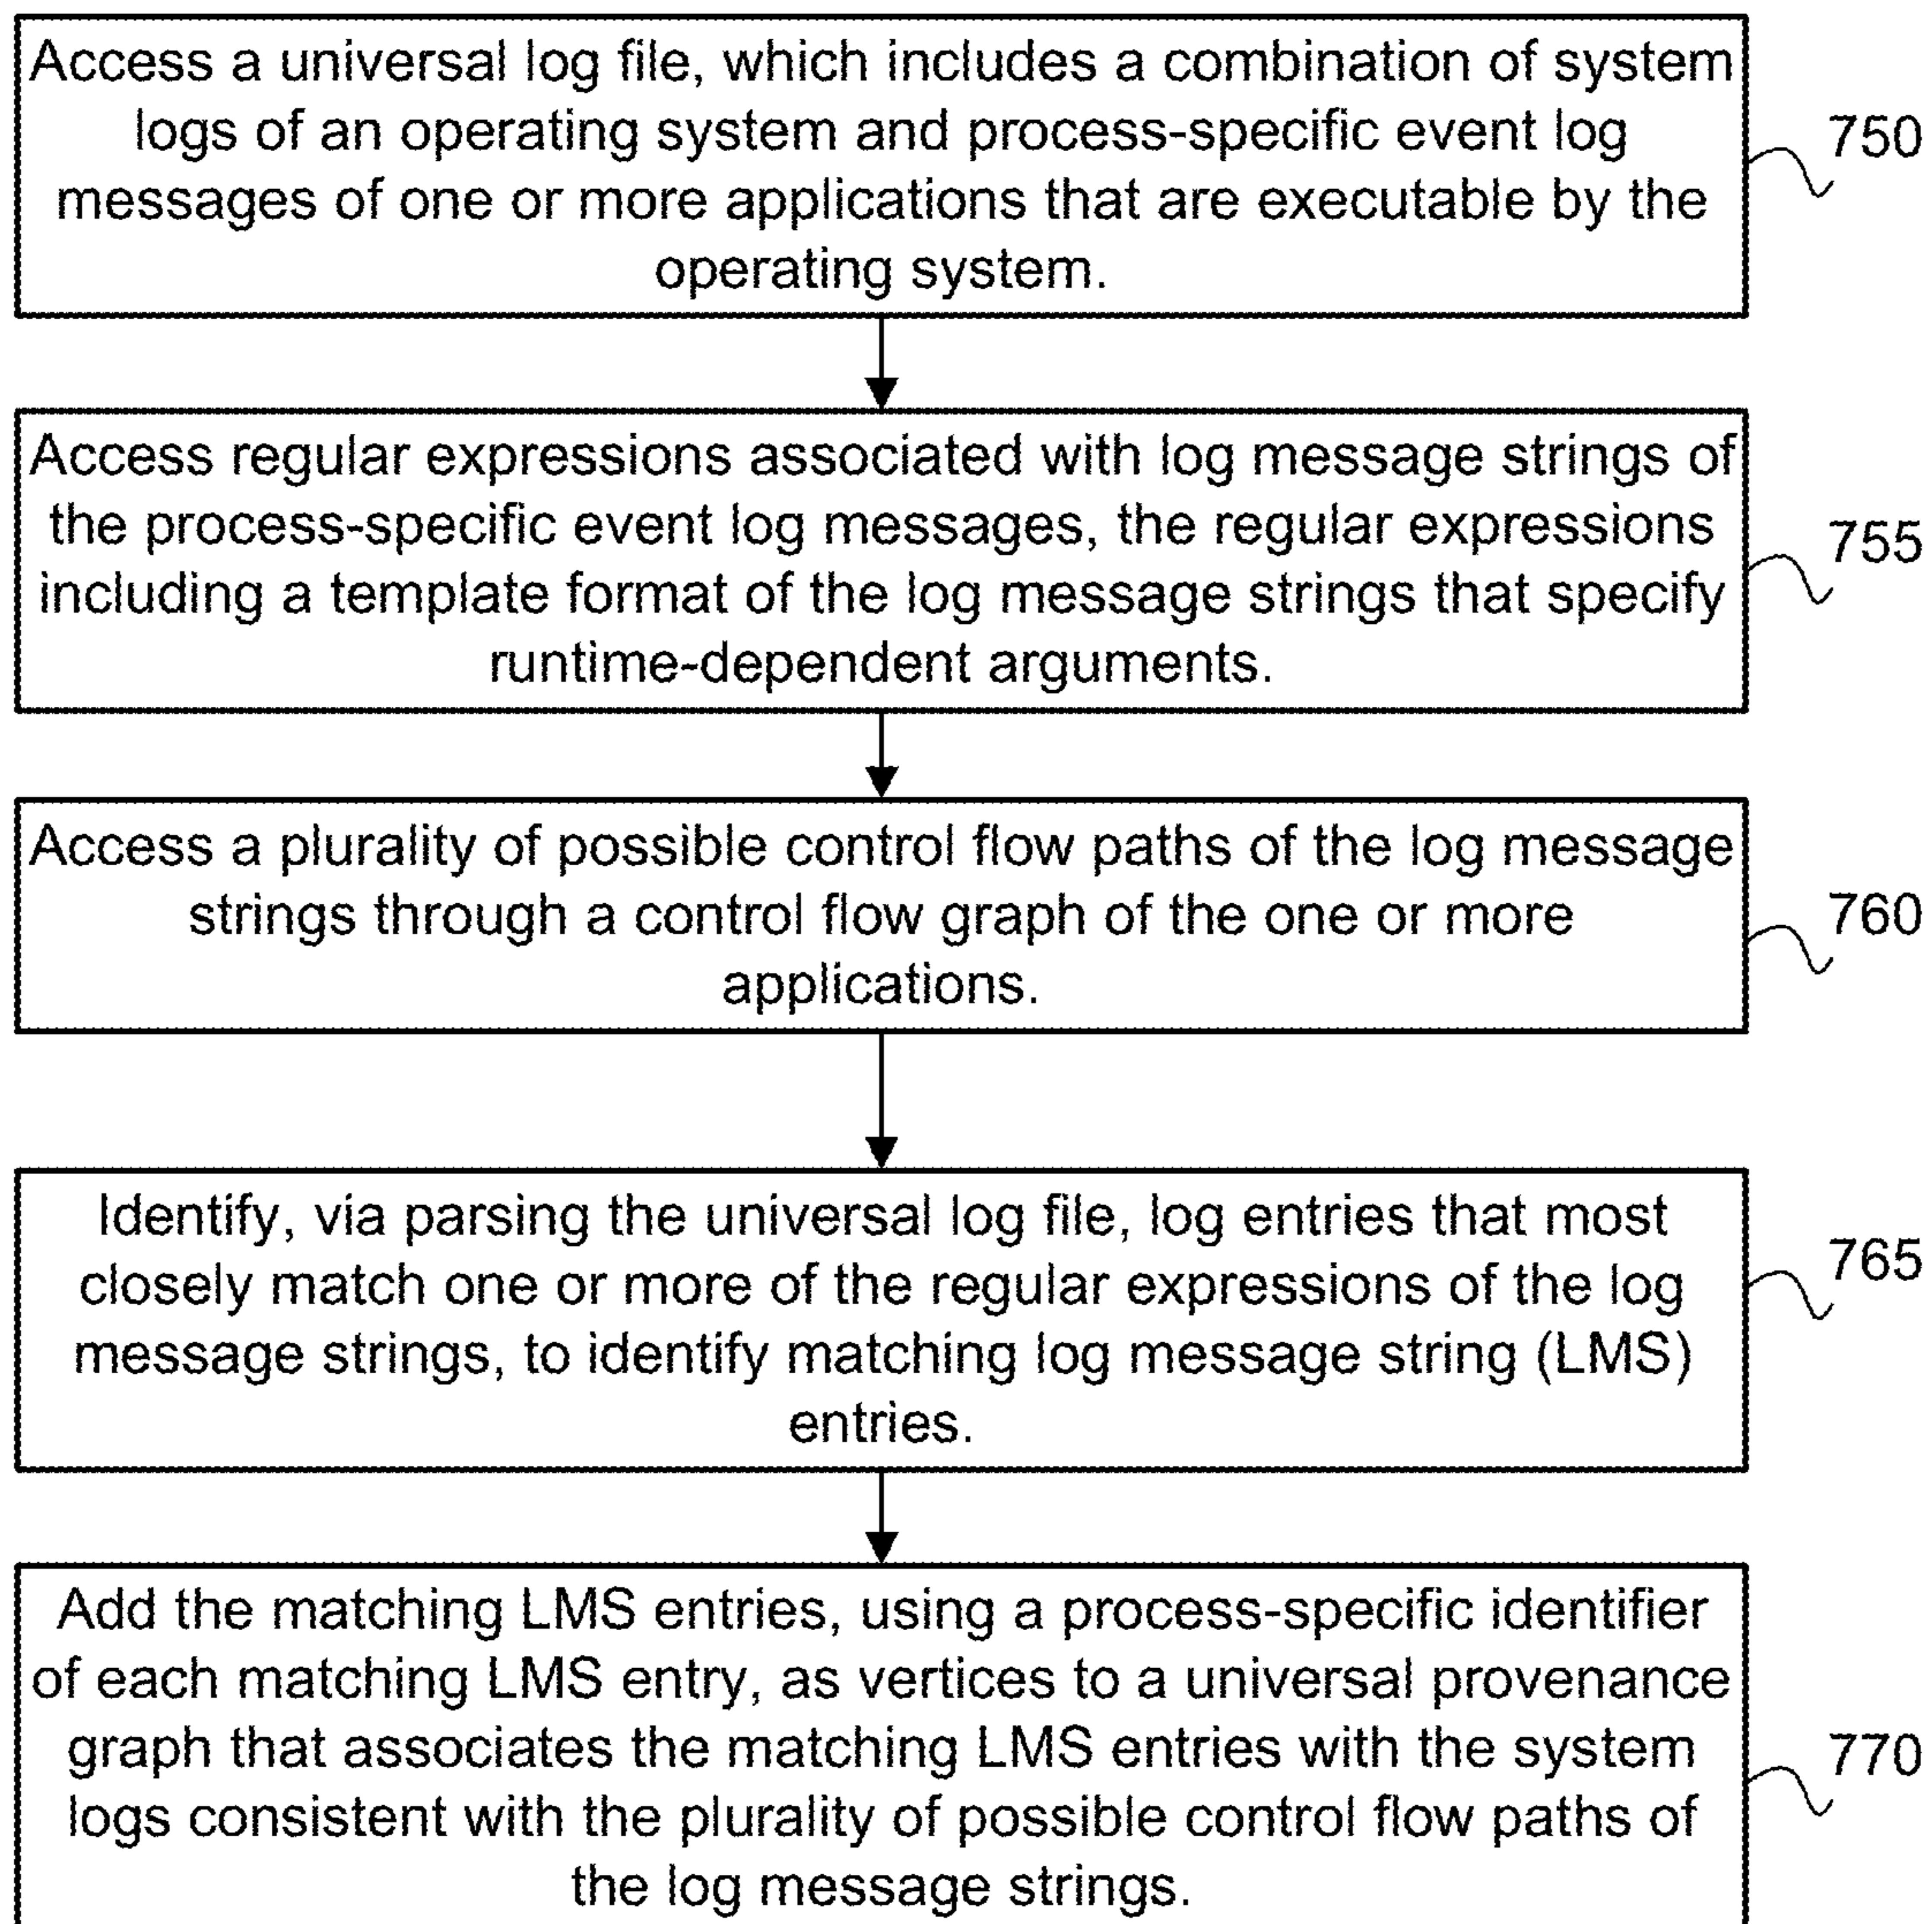 Access a universal log file, which includes a combination of system
logs of an operating system and process-specific event log
messages of one or more applications that are executable by the
operating system.
750
Access regular expressions associated with log message strings of
the process-specific event log messages, the regular expressions
including a template format of the log message strings that specify
runtime-dependent arguments.
755
Access a plurality of possible control flow paths of the log message
strings through a control flow graph of the one or more
applications.
760
Identify, via parsing the universal log file, log entries that most
closely match one or more of the regular expressions of the log
message strings, to identify matching log message string (LMS)
entries.
765
Add the matching LMS entries, using a process-specific identifier
of each matching LMS entry, as vertices to a universal provenance
graph that associates the matching LMS entries with the system
logs consistent with the plurality of possible control flow paths of
the log message strings.
770